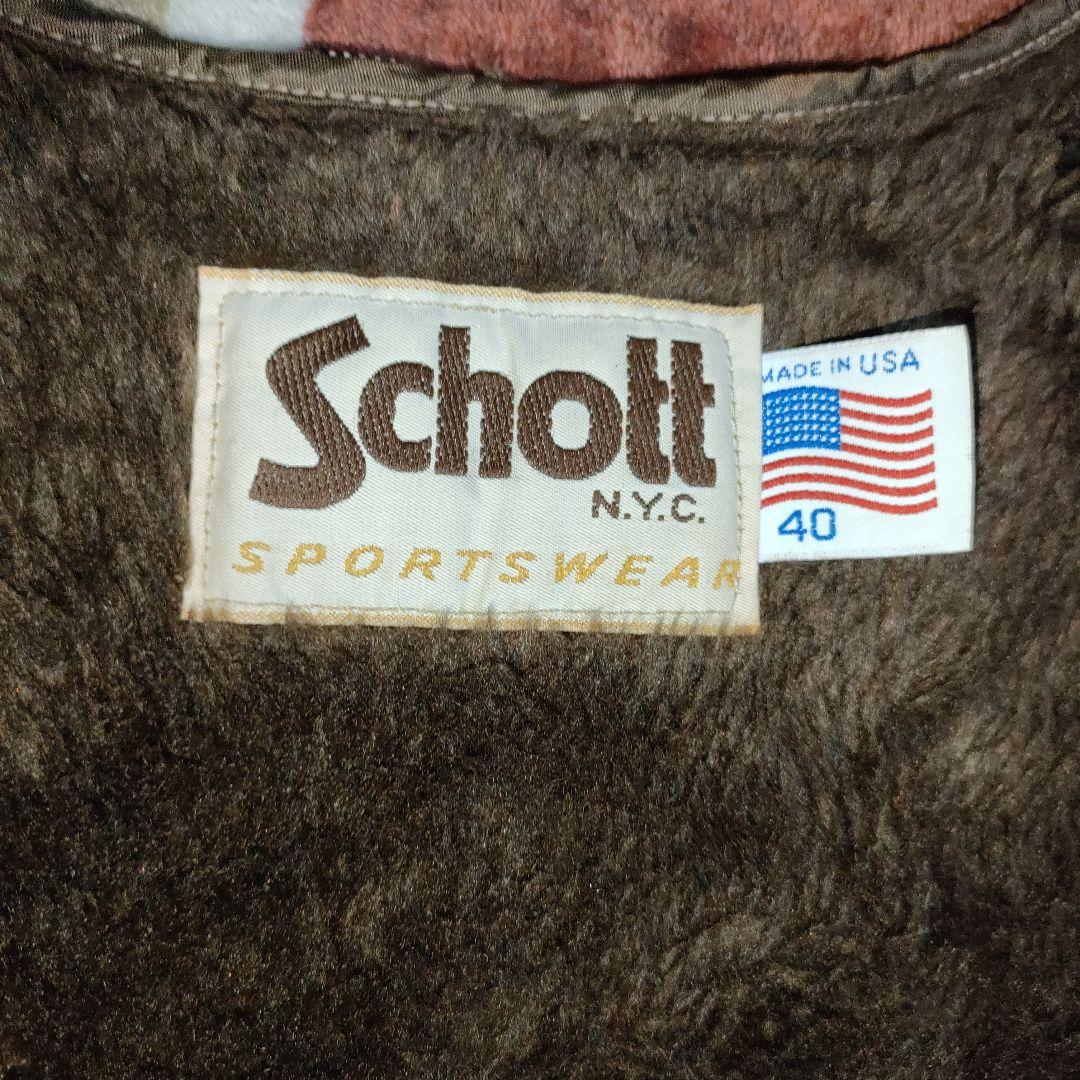 Schott
N.Y.C.
SPORTSWEAR
MADE IN USA
40